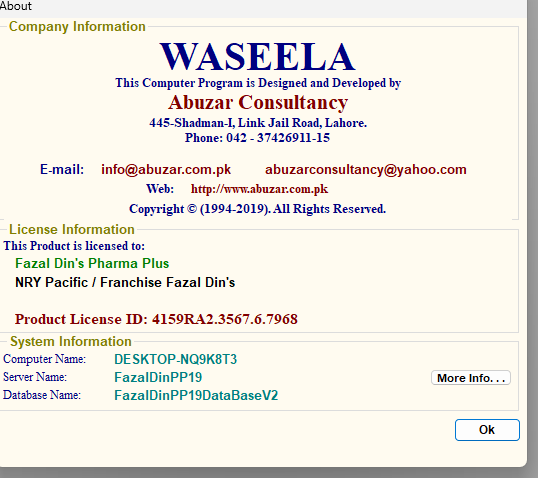 About
Company Information
WASEELA
This Computer Program is Designed and Developed by
Abuzar Consultancy
445-Shadman-I, Link Jail Road, Lahore.
Phone: 042 - 37426911-15
E-mail: info@abuzar.com.pk abuzarconsultancy@yahoo.com
Web: http://www.abuzar.com.pk
Copyright © (1994-2019). All Rights Reserved.
License Information
This Product is licensed to:
Fazal Din's Pharma Plus
NRY Pacific / Franchise Fazal Din's
Product License ID: 4159RA2.3567.6.7968
System Information
Computer Name: DESKTOP-NQ9K8T3
Server Name: FazalDinPP19
Database Name: FazalDinPP19DataBaseV2
More Info. . .
Ok